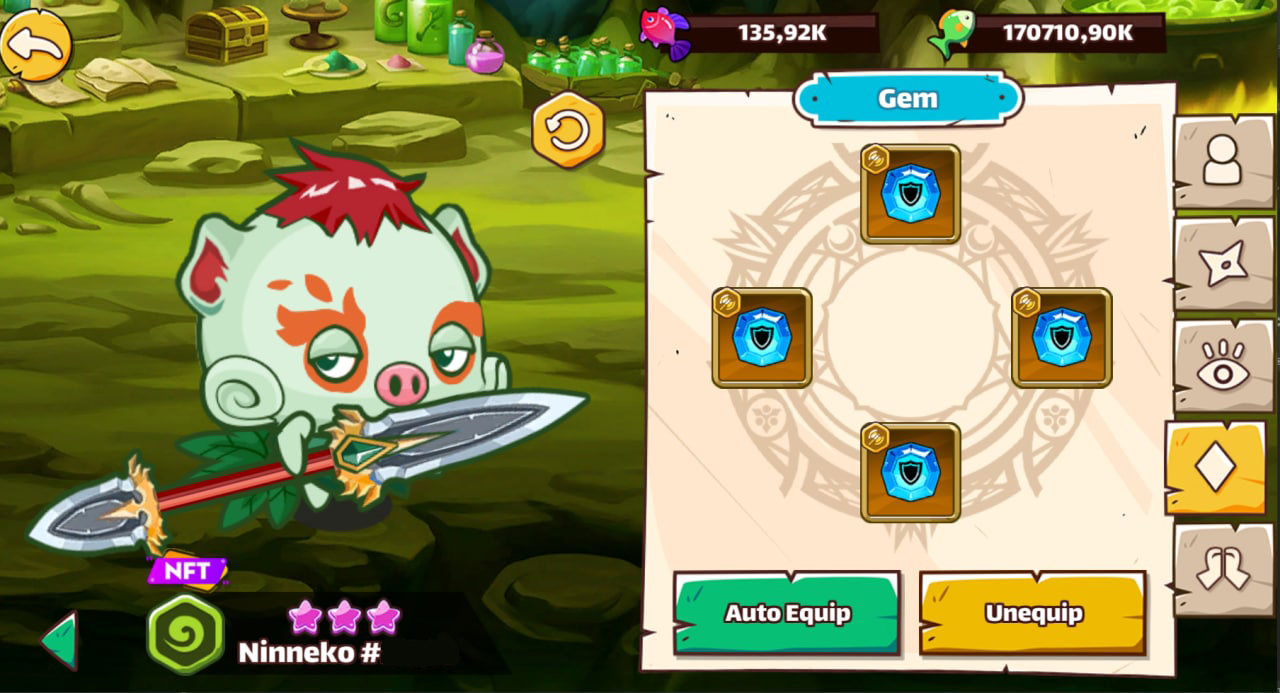 135,92K
170710,90K
Gem
NFT
Ninneko #
Auto Equip
Unequip